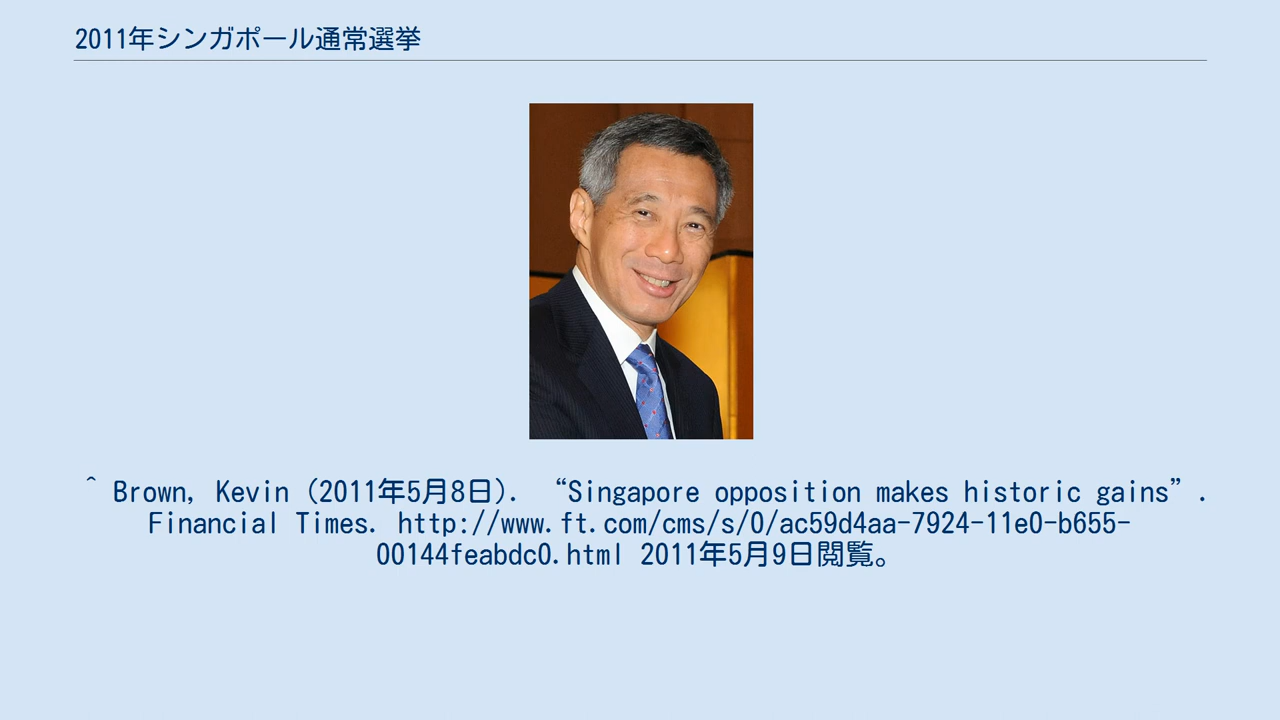 2011年シンガポール通常選挙
^ Brown, Kevin (2011年5月8日). “Singapore opposition makes historic gains”.
Financial Times. http://www.ft.com/cms/s/0/ac59d4aa-7924-11e0-b655-
00144feabdc0.html 2011年5月9日閲覧。